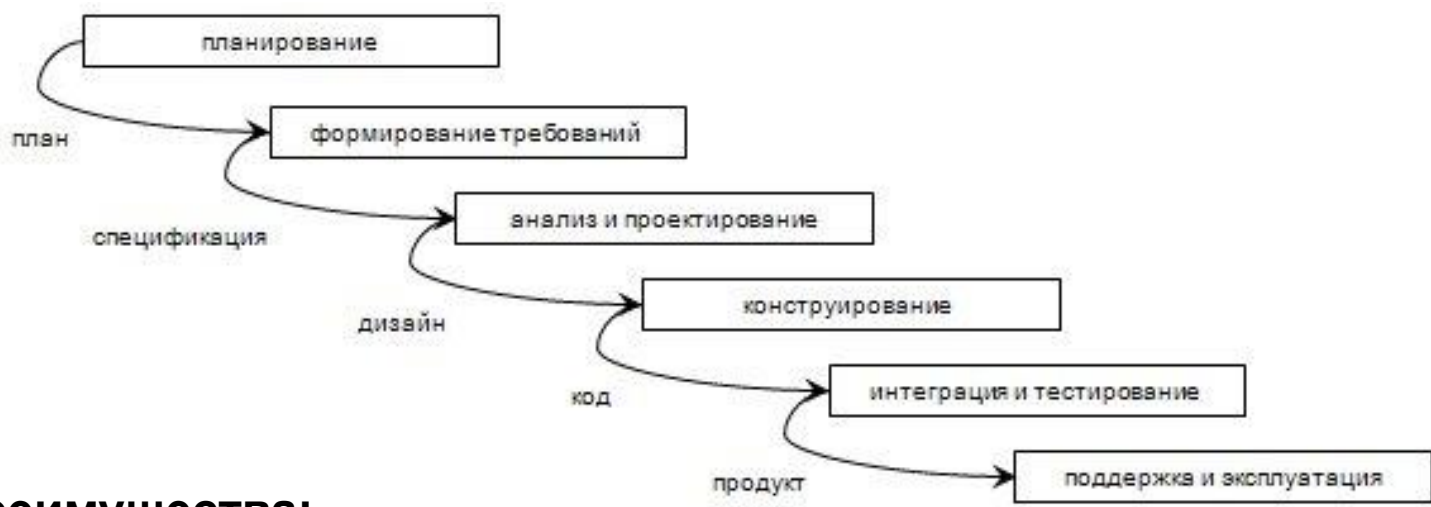 планирование
план
формирование требований
спецификация
анализ и проектирование
дизайн
конструирование
код
интеграция и тестирование
продукт
поддержка и эксплуатация